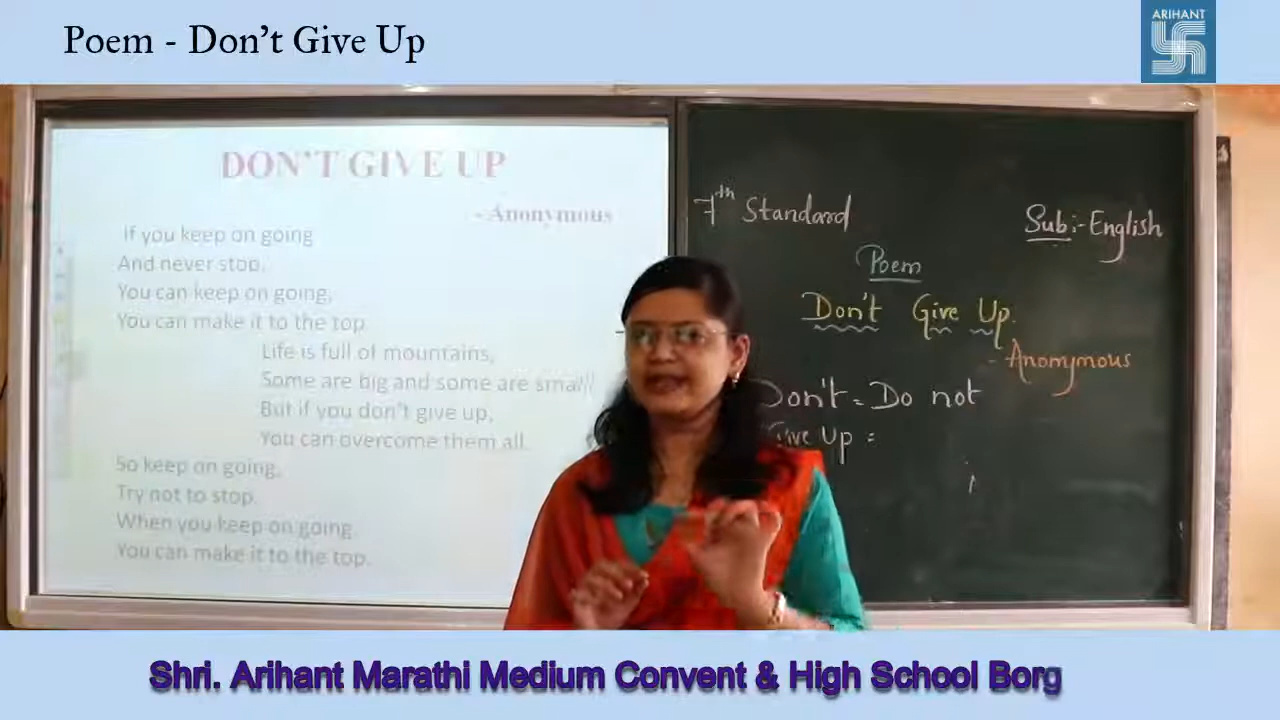 Poem - Don't Give Up
ARIHANT
DON'T GIVE UP
- Anonymous
If you keep on going
And never stop.
You can keep on going,
You can make it to the top.
Life is full of mountains,
Some are big and some are small
But if you don't give up,
You can overcome them all.
So keep on going,
Try not to stop.
When you keep on going.
You can make it to the top.
7th Standard
Sub:- English
Poem
Don't Give Up.
- Anonymous
Don't = Do not
Give Up =
Shri. Arihant Marathi Medium Convent & High School Borg